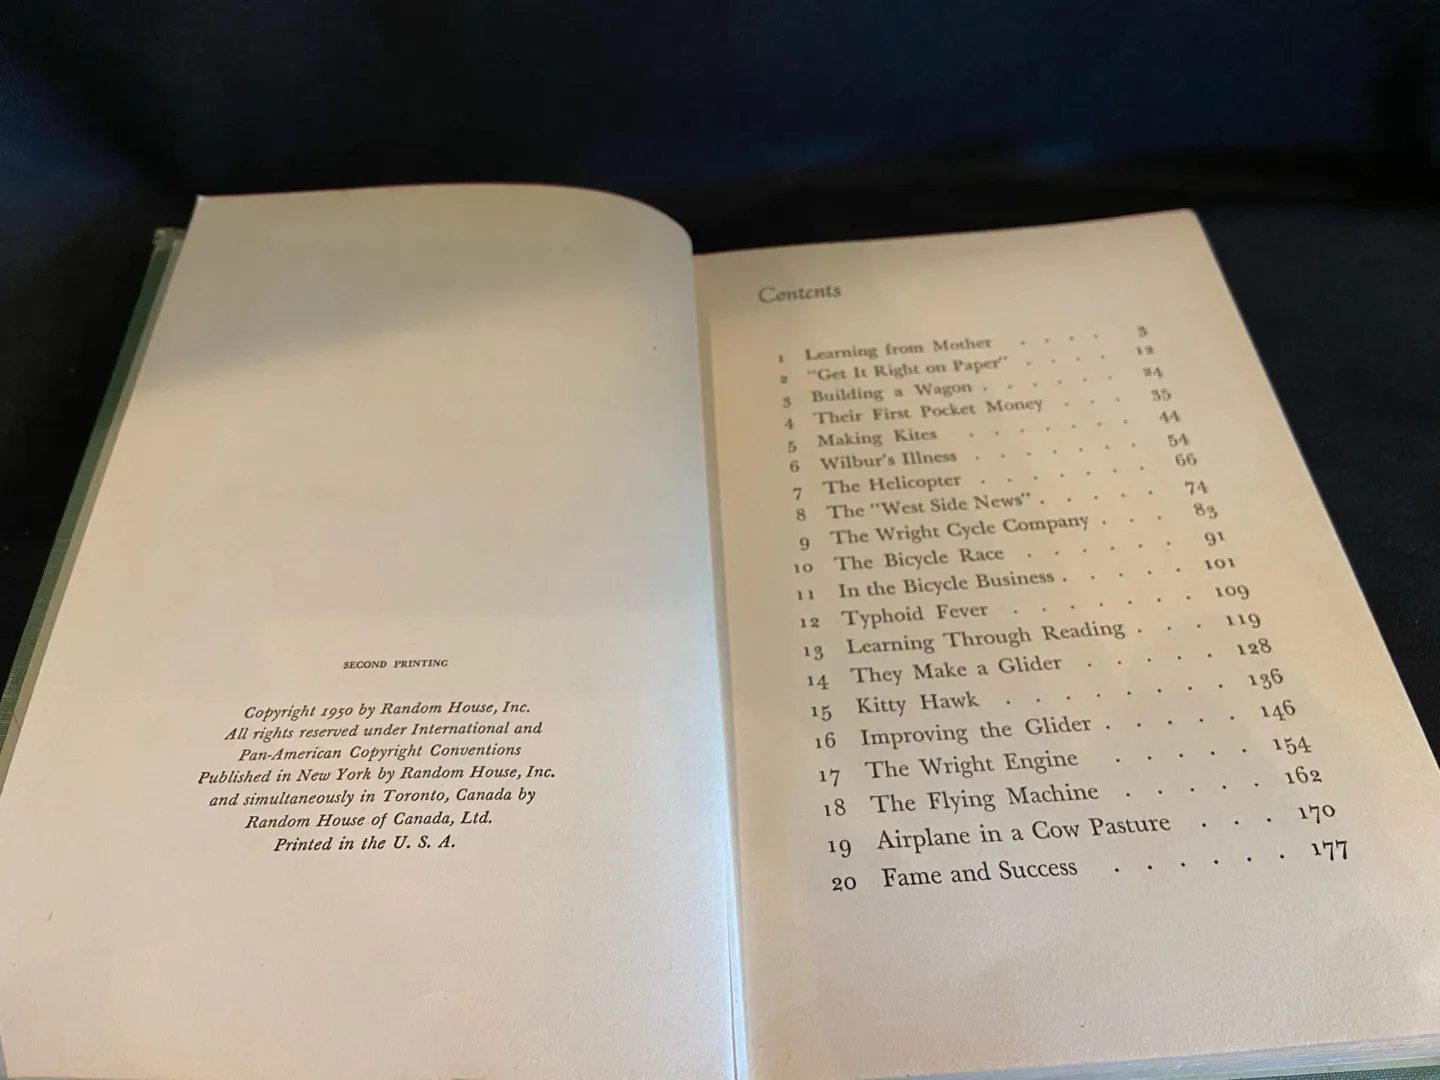 SECOND PRINTING
Copyright 1950 by Random House, Inc.
All rights reserved under International and
Pan-American Copyright Conventions
Published in New York by Random House, Inc.
and simultaneously in Toronto, Canada by
Random House of Canada, Ltd.
Printed in the U. S. A.
Contents
1 Learning from Mother . . . . 3
2 "Get It Right on Paper" . . . . 12
3 Building a Wagon . . . . . . 24
4 Their First Pocket Money . . . 35
5 Making Kites . . . . . . . 44
6 Wilbur's Illness . . . . . . . 54
7 The Helicopter . . . . . . . 66
8 The "West Side News" . . . . . 74
9 The Wright Cycle Company . . . 83
10 The Bicycle Race . . . . . . 91
11 In the Bicycle Business . . . . . 101
12 Typhoid Fever . . . . . . . 109
13 Learning Through Reading . . . 119
14 They Make a Glider . . . . . 128
15 Kitty Hawk . . . . . . . . 136
16 Improving the Glider . . . . . 146
17 The Wright Engine . . . . . 154
18 The Flying Machine . . . . . 162
19 Airplane in a Cow Pasture . . . 170
20 Fame and Success . . . . . . 177